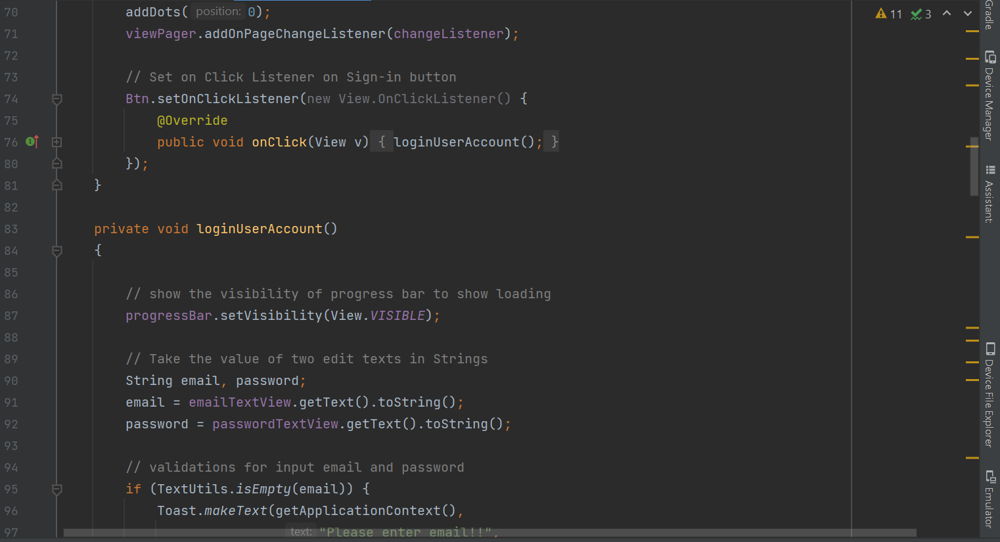 70 addDots( position: 0);
71 viewPager.addOnPageChangeListener(changeListener);
72
73 // Set on Click Listener on Sign-in button
74 Btn.setOnClickListener(new View.OnClickListener() {
75 @Override
76 public void onClick(View v) { loginUserAccount(); }
80 });
81 }
82
83 private void loginUserAccount()
84 {
85
86 // show the visibility of progress bar to show loading
87 progressBar.setVisibility(View.VISIBLE);
88
89 // Take the value of two edit texts in Strings
90 String email, password;
91 email = emailTextView.getText().toString();
92 password = passwordTextView.getText().toString();
93
94 // validations for input email and password
95 if (TextUtils.isEmpty(email)) {
96 Toast.makeText(getApplicationContext(),
97 text: "Please enter email!!",
11 3
Gradle
Device Manager
Assistant:
Device File Explorer
Emulator